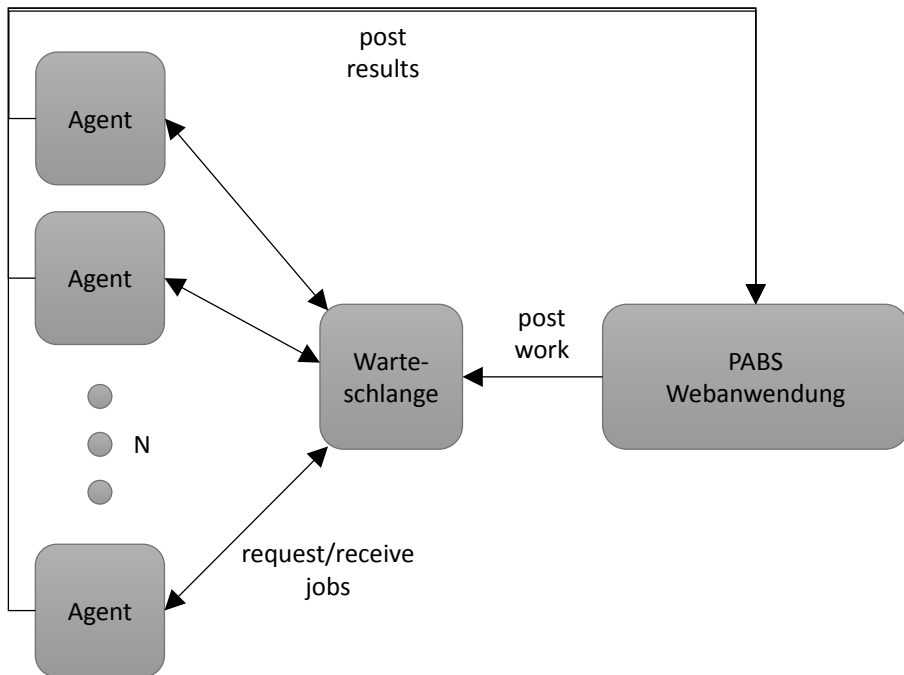 post
results
Agent
Agent
Warte-
schlange
post
work
PABS
Webanwendung
N
request/receive
jobs
Agent